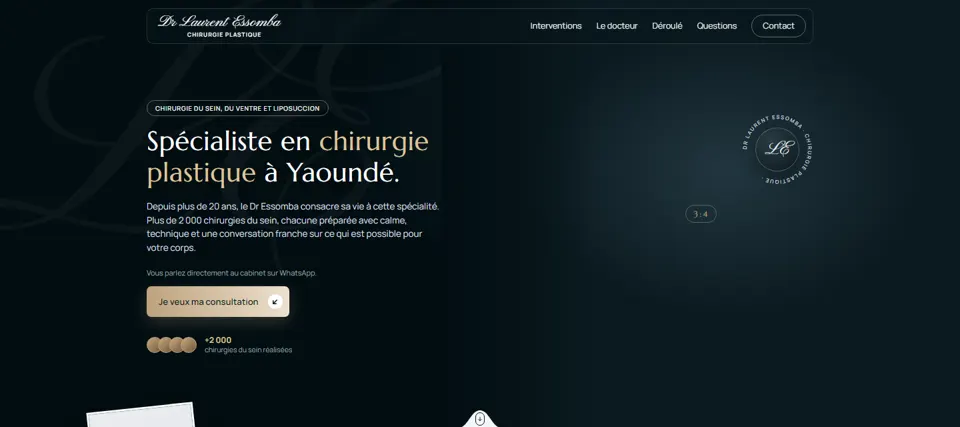 Dr Laurent Essomba
CHIRURGIE PLASTIQUE
Interventions
Le docteur
Déroulé
Questions
Contact
CHIRURGIE DU SEIN, DU VENTRE ET LIPOSUCCION
Spécialiste en chirurgie
plastique à Yaoundé.
Depuis plus de 20 ans, le Dr Essomba consacre sa vie à cette spécialité.
Plus de 2 000 chirurgies du sein, chacune préparée avec calme,
technique et une conversation franche sur ce qui est possible pour
votre corps.
Vous parlez directement au cabinet sur WhatsApp.
Je veux ma consultation
+2 000
chirurgies du sein réalisées
DR LAURENT ESSOMBA · CHIRURGIE PLASTIQUE ·
LE
3:4